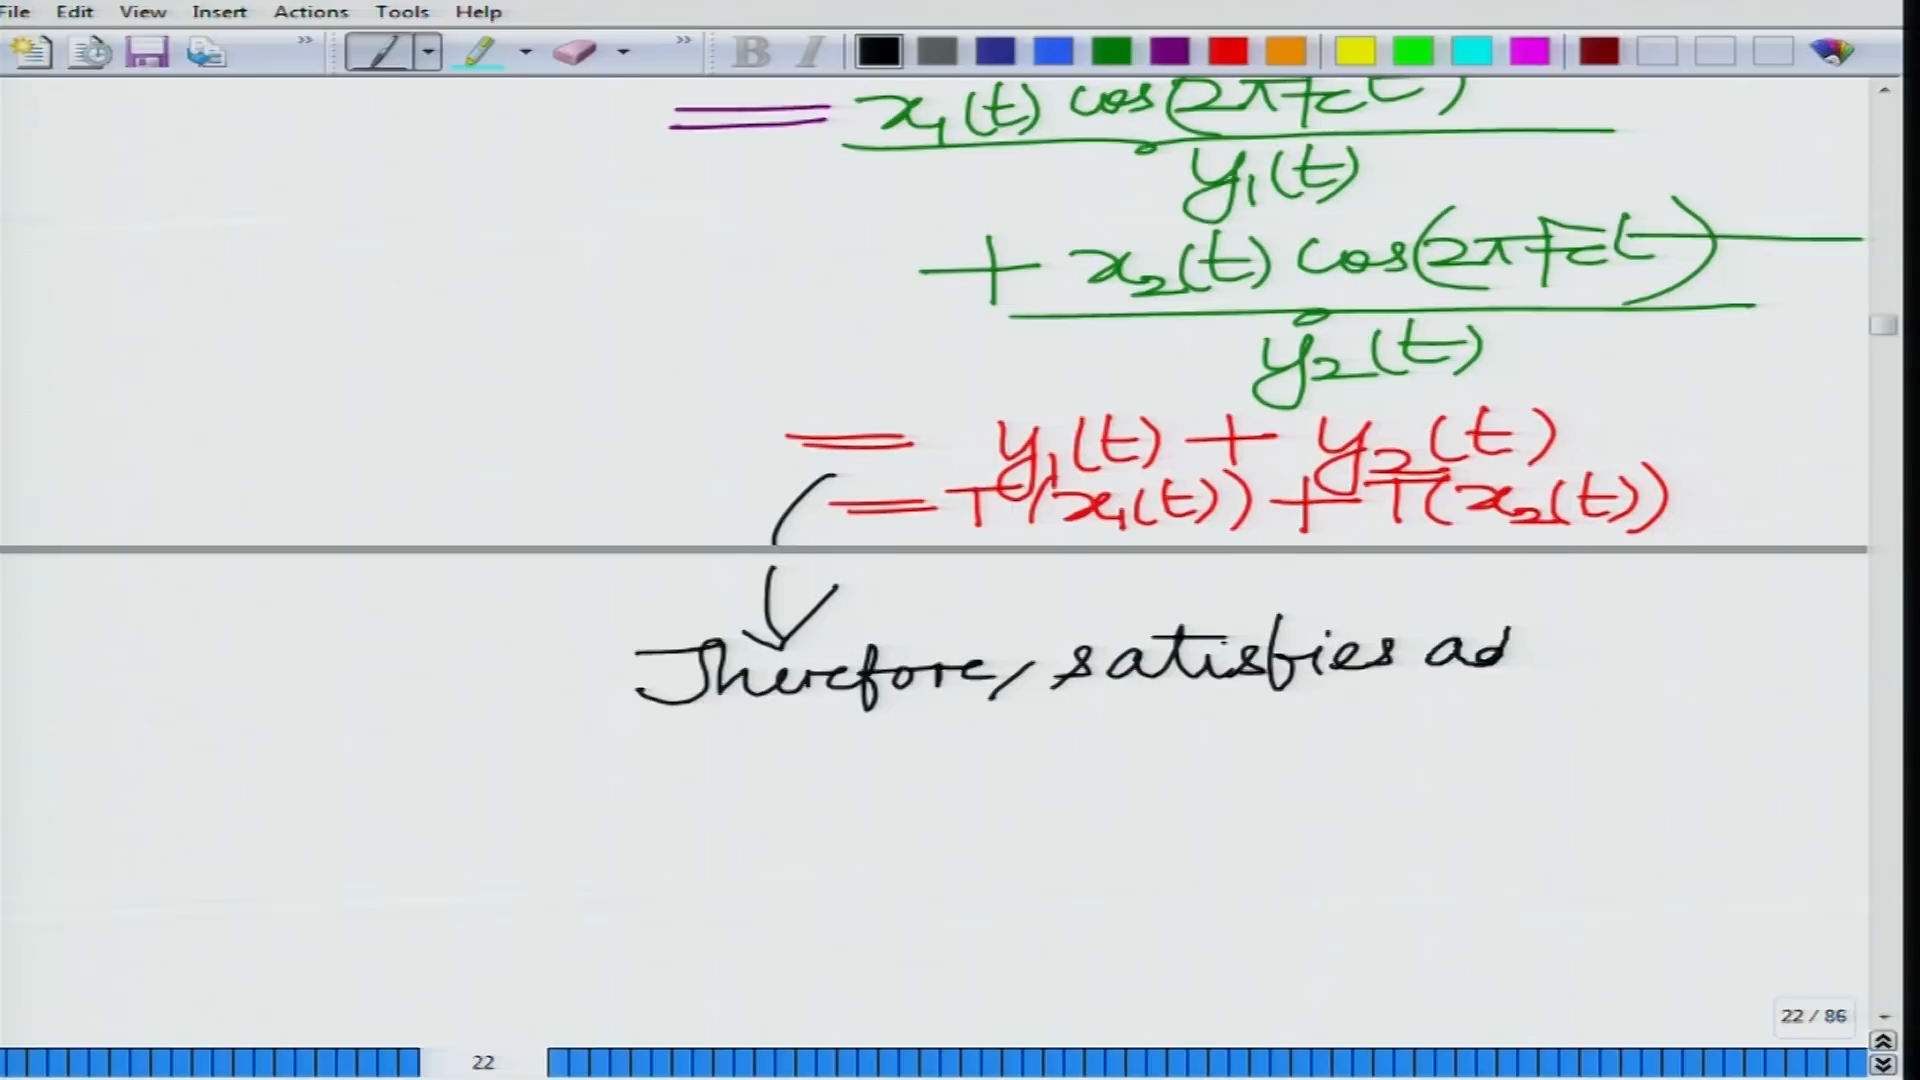 File Edit View Insert Actions Tools Help
» » B I
= x₁(t) cos(2πfct)
y₁(t)
+ x₂(t) cos(2πfct)
y₂(t)
= y₁(t) + y₂(t)
= T(x₁(t)) + T(x₂(t))
Therefore, satisfies ad
22 / 86
22